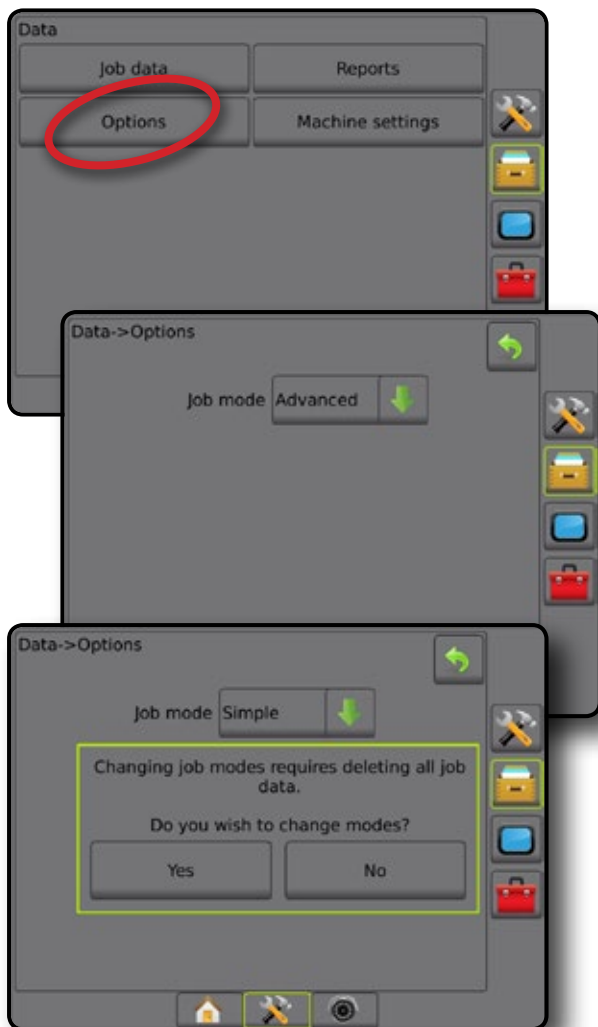 Data
Job data Reports
Options Machine settings
Data->Options
Job mode Advanced
Data->Options
Job mode Simple
Changing job modes requires deleting all job
data.
Do you wish to change modes?
Yes No